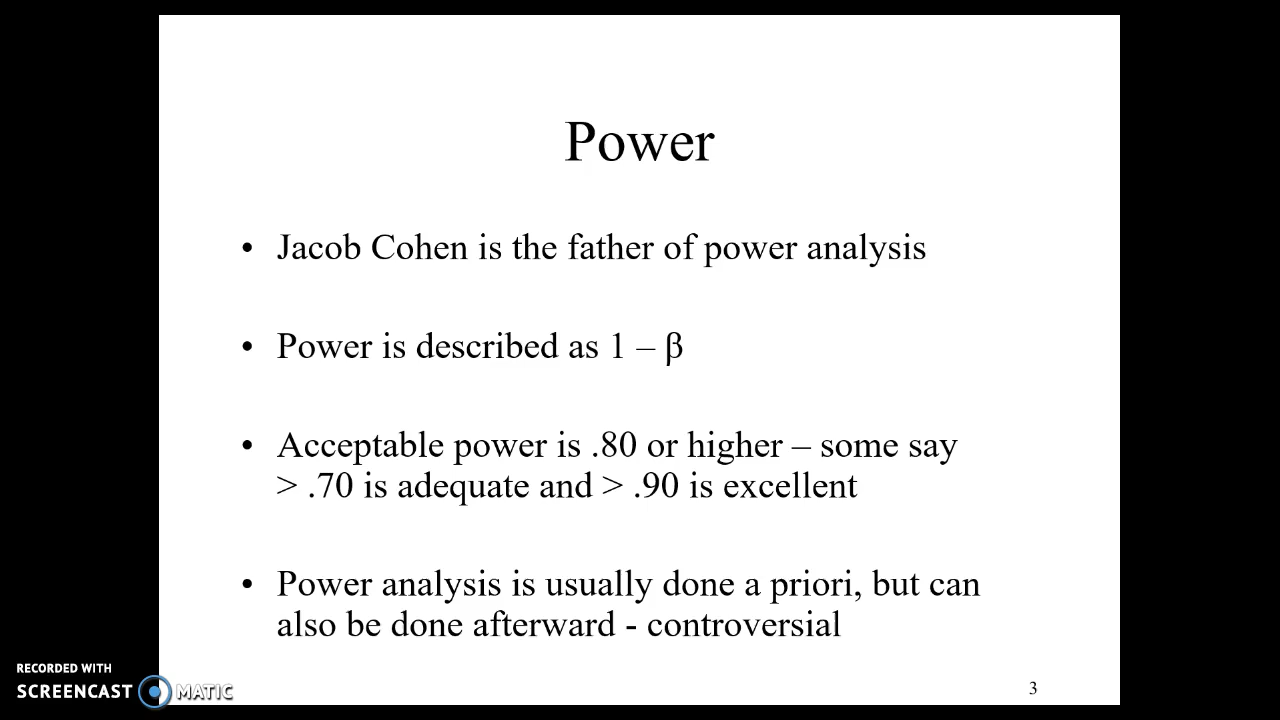 Power
• Jacob Cohen is the father of power analysis
• Power is described as 1 – β
• Acceptable power is .80 or higher – some say
> .70 is adequate and > .90 is excellent
• Power analysis is usually done a priori, but can
also be done afterward - controversial
RECORDED WITH
SCREENCAST MATIC
3